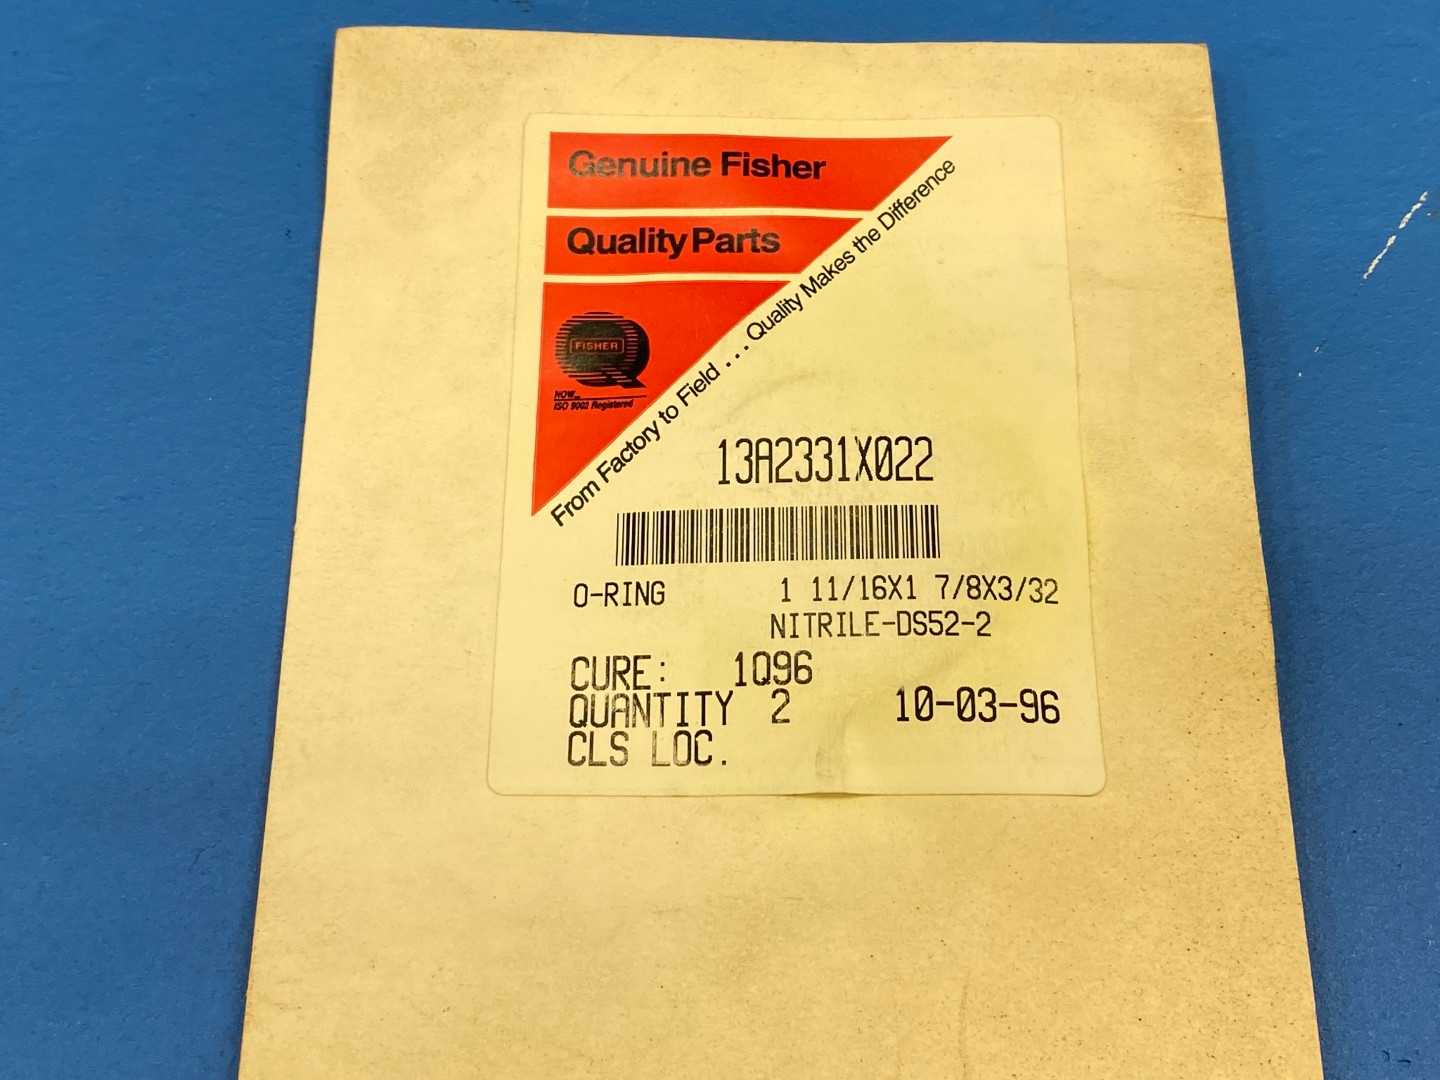 Genuine Fisher
Quality Parts
FISHER
NOW...
ISO 9002 Registered
From Factory to Field ... Quality Makes the Difference
13A2331X022
O-RING 1 11/16X1 7/8X3/32
NITRILE-DS52-2
CURE: 1Q96
QUANTITY 2 10-03-96
CLS LOC.